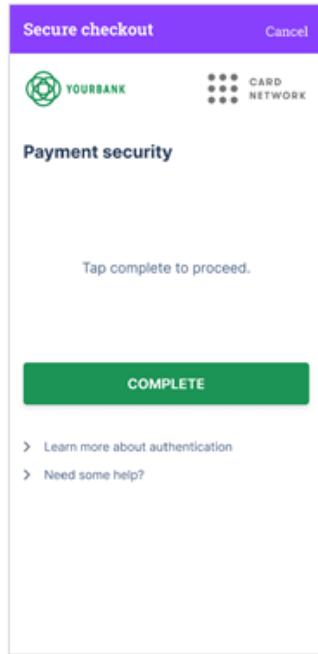 Secure checkout Cancel
YOURBANK
CARD
NETWORK
Payment security
Tap complete to proceed.
COMPLETE
Learn more about authentication
Need some help?